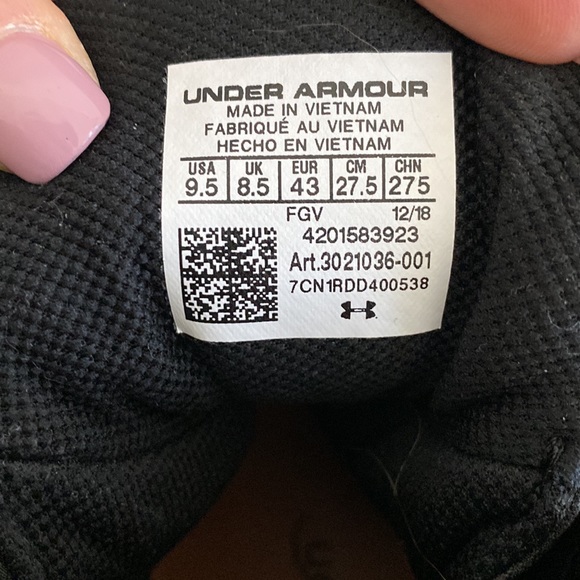 UNDER ARMOUR
MADE IN VIETNAM
FABRIQUÉ AU VIETNAM
HECHO EN VIETNAM
USA UK EUR CM CHN
9.5 8.5 43 27.5 275
FGV 12/18
4201583923
Art.3021036-001
7CN1RDD400538